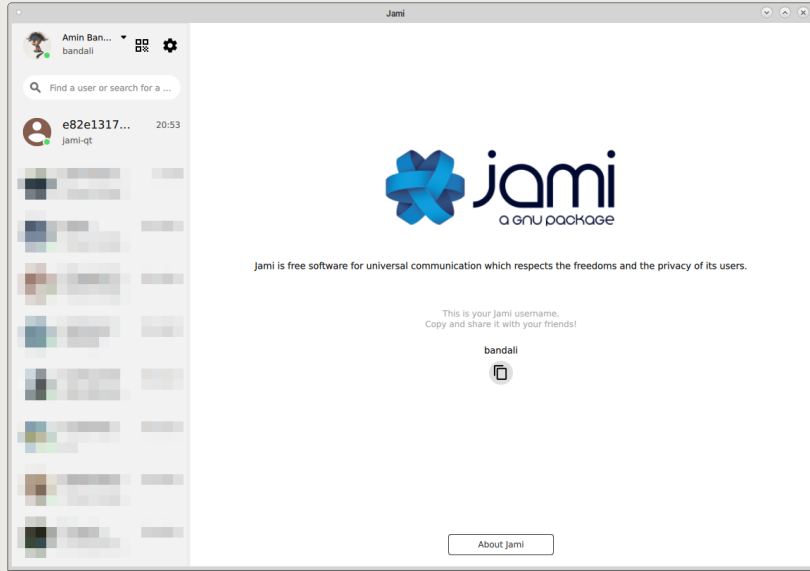 Jami
Amin Ban...
bandali
Find a user or search for a ...
e82e1317...
20:53
jami-qt
jami
a GNU package
Jami is free software for universal communication which respects the freedoms and the privacy of its users.
This is your Jami username.
Copy and share it with your friends!
bandali
About Jami